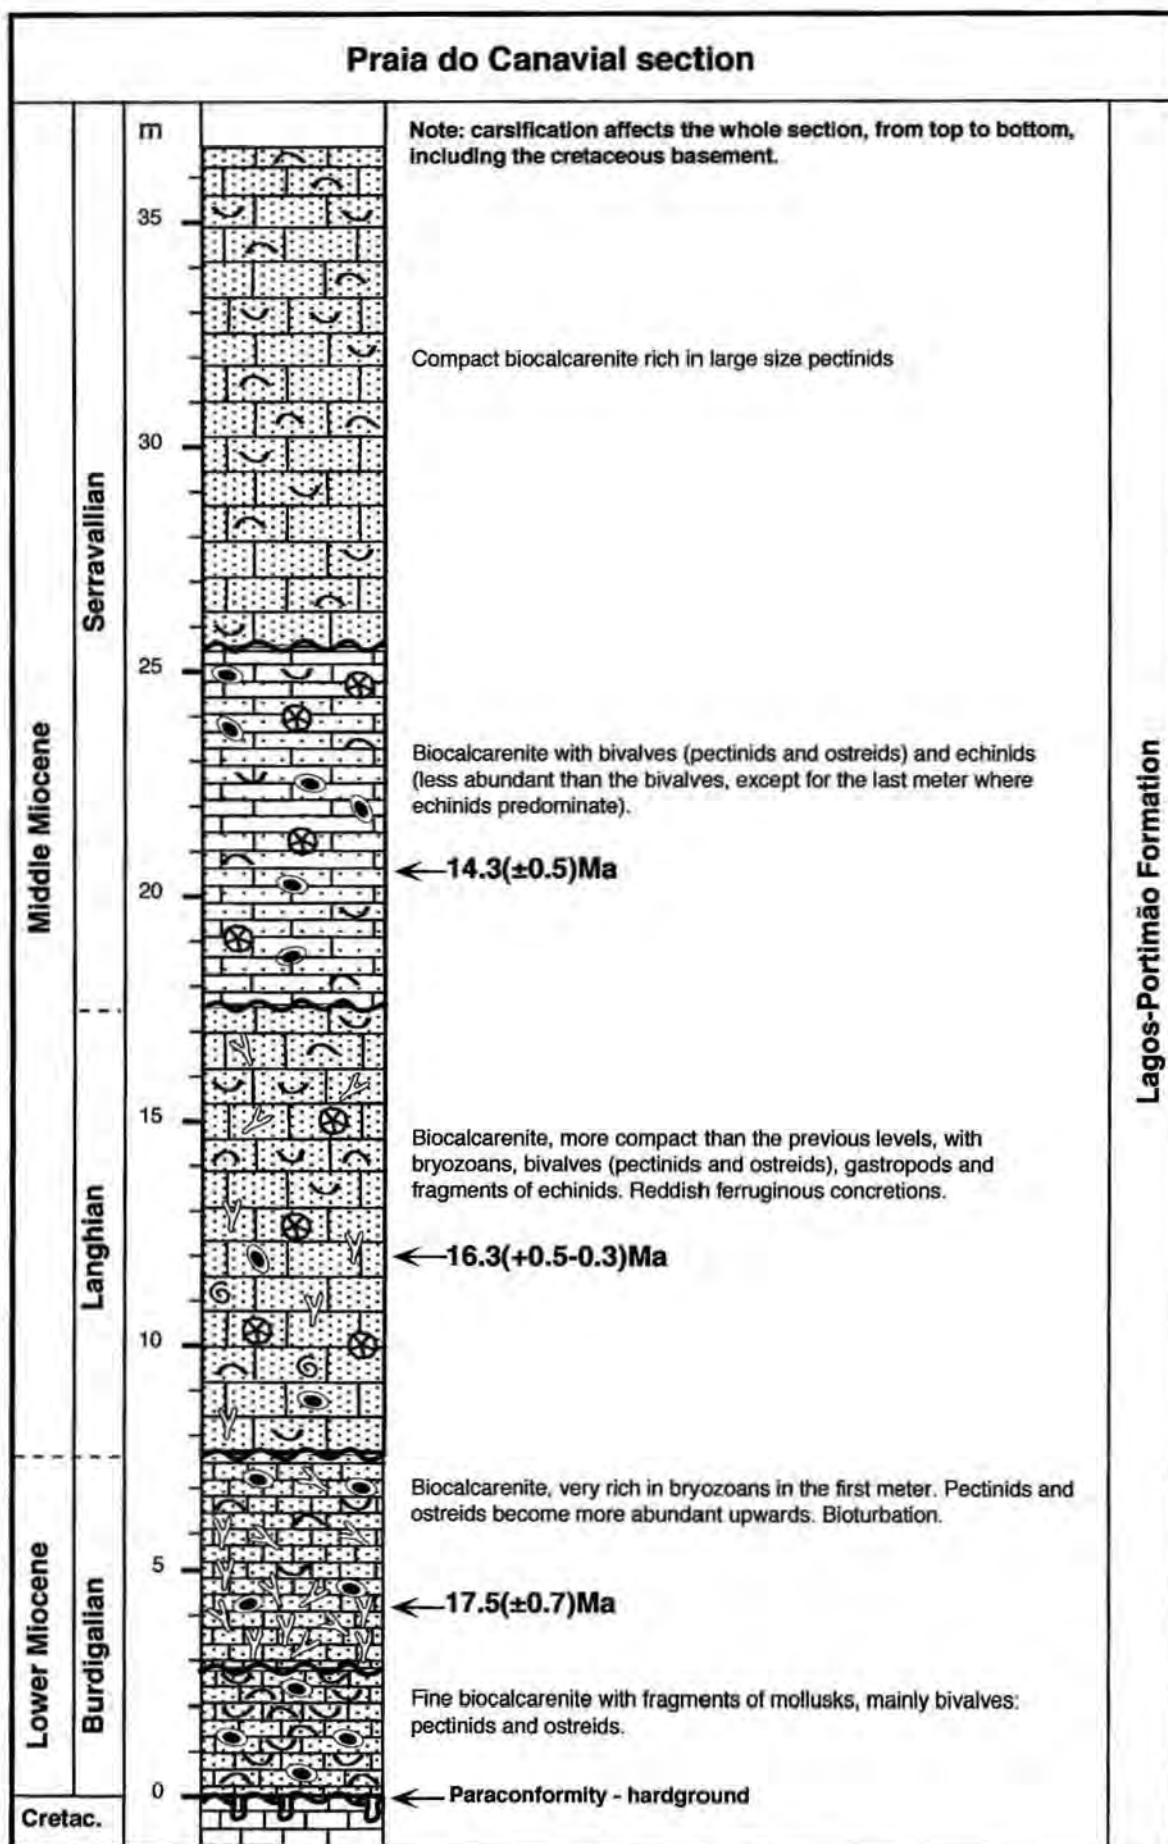 Praia do Canavial section
m
Note: carsification affects the whole section, from top to bottom,
including the cretaceous basement.
35
Compact biocalcarenite rich in large size pectinids
30
Serravallian
25
Middle Miocene
Biocalcarenite with bivalves (pectinids and ostreids) and echinids
(less abundant than the bivalves, except for the last meter where
echinids predominate).
14.3(±0.5)Ma
20
Lagos-Portimão Formation
15
Biocalcarenite, more compact than the previous levels, with
bryozoans, bivalves (pectinids and ostreids), gastropods and
fragments of echinids. Reddish ferruginous concretions.
Langhian
16.3(+0.5-0.3)Ma
10
Biocalcarenite, very rich in bryozoans in the first meter. Pectinids and
ostreids become more abundant upwards. Bioturbation.
5
17.5(±0.7)Ma
Lower Miocene
Burdigalian
Fine biocalcarenite with fragments of mollusks, mainly bivalves:
pectinids and ostreids.
0
Paraconformity - hardground
Cretac.